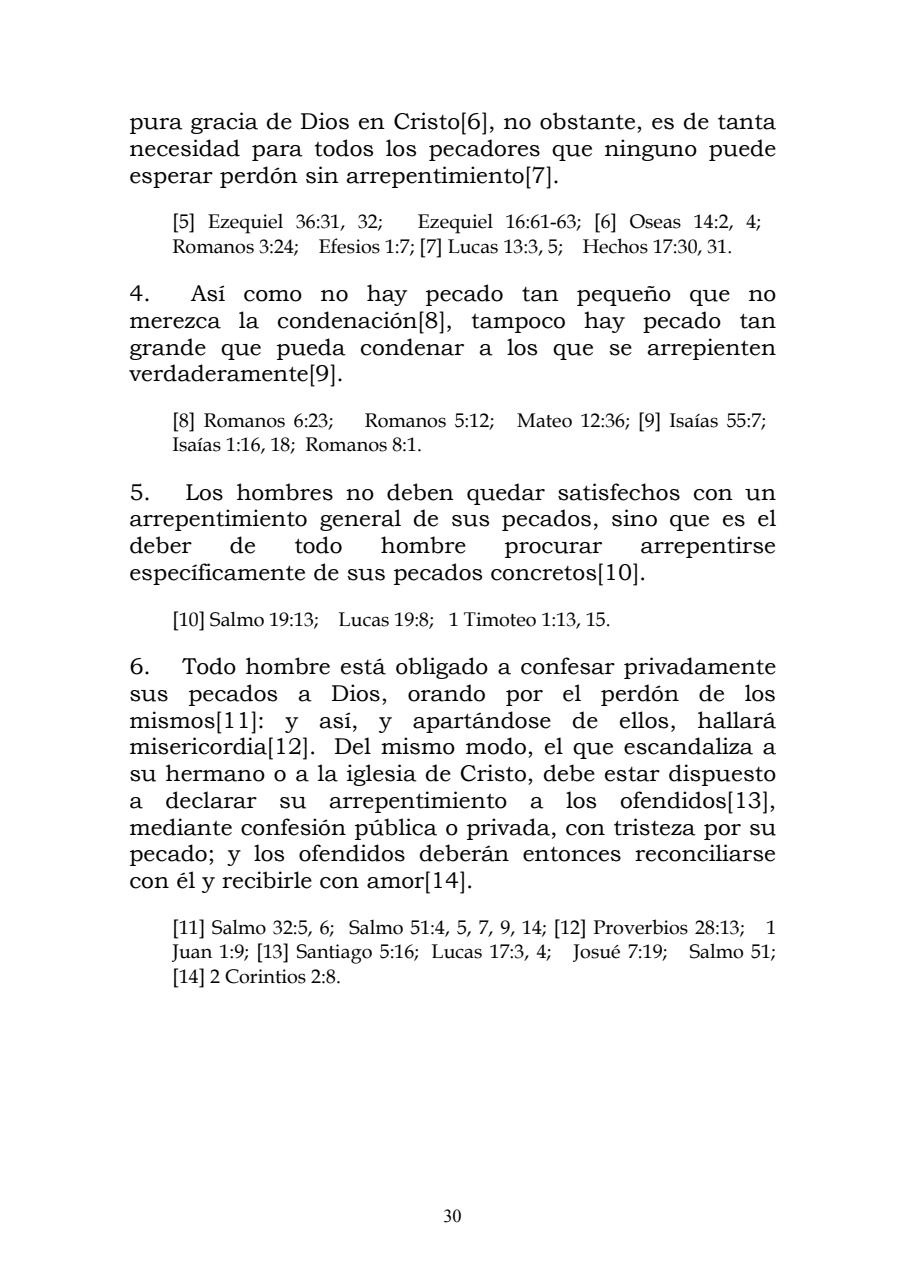 pura gracia de Dios en Cristo[6], no obstante, es de tanta
necesidad para todos los pecadores que ninguno puede
esperar perdón sin arrepentimiento[7].
[5] Ezequiel 36:31, 32; Ezequiel 16:61-63; [6] Oseas 14:2, 4;
Romanos 3:24; Efesios 1:7; [7] Lucas 13:3, 5; Hechos 17:30, 31.
4. Así como no hay pecado tan pequeño que no
merezca la condenación[8], tampoco hay pecado tan
grande que pueda condenar a los que se arrepienten
verdaderamente[9].
[8] Romanos 6:23; Romanos 5:12; Mateo 12:36; [9] Isaías 55:7;
Isaías 1:16, 18; Romanos 8:1.
5. Los hombres no deben quedar satisfechos con un
arrepentimiento general de sus pecados, sino que es el
deber de todo hombre procurar arrepentirse
específicamente de sus pecados concretos[10].
[10] Salmo 19:13; Lucas 19:8; 1 Timoteo 1:13, 15.
6. Todo hombre está obligado a confesar privadamente
sus pecados a Dios, orando por el perdón de los
mismos[11]: y así, y apartándose de ellos, hallará
misericordia[12]. Del mismo modo, el que escandaliza a
su hermano o a la iglesia de Cristo, debe estar dispuesto
a declarar su arrepentimiento a los ofendidos[13],
mediante confesión pública o privada, con tristeza por su
pecado; y los ofendidos deberán entonces reconciliarse
con él y recibirle con amor[14].
[11] Salmo 32:5, 6; Salmo 51:4, 5, 7, 9, 14; [12] Proverbios 28:13; 1
Juan 1:9; [13] Santiago 5:16; Lucas 17:3, 4; Josué 7:19; Salmo 51;
[14] 2 Corintios 2:8.
30